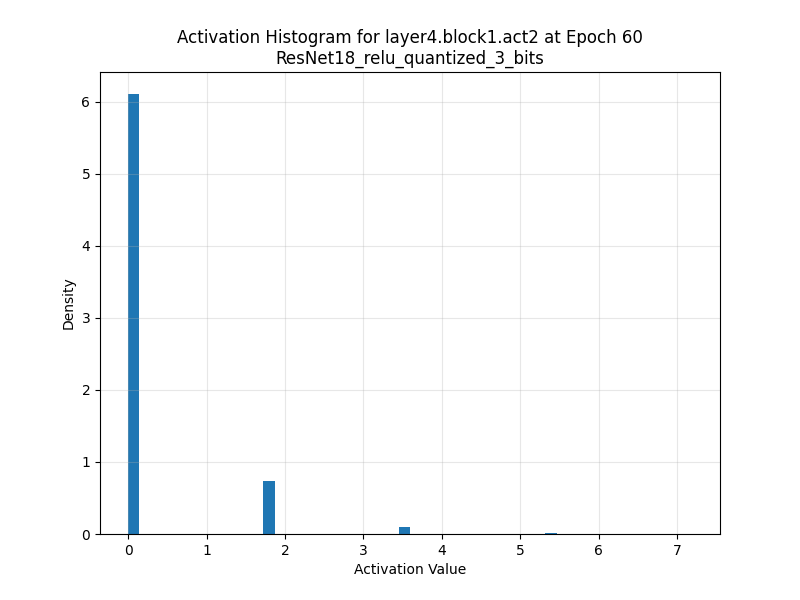 Activation Histogram for layer4.block1.act2 at Epoch 60
ResNet18_relu_quantized_3_bits
6
5
4
3
2
1
0
Density
0 1 2 3 4 5 6 7
Activation Value